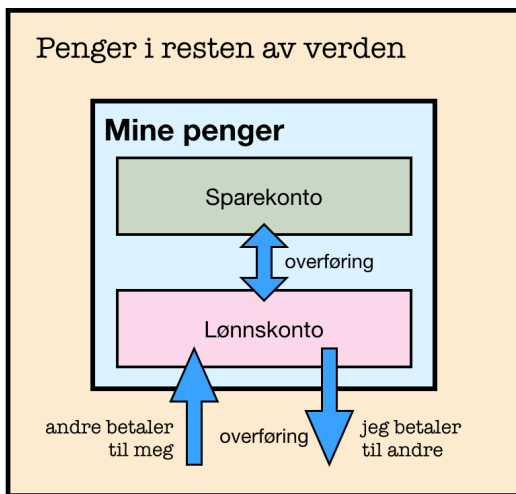 Penger i resten av verden
Mine penger
Sparekonto
overføring
Lønnskonto
andre betaler
til meg
overføring
jeg betaler
til andre